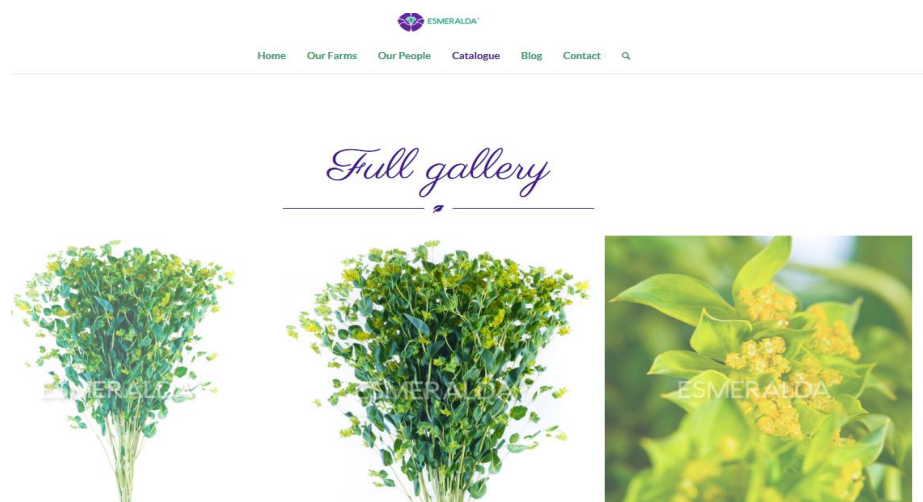 ESMERALDA
Home Our Farms Our People Catalogue Blog Contact
Full gallery
ESMERALDA ESMERALDA ESMERALDA